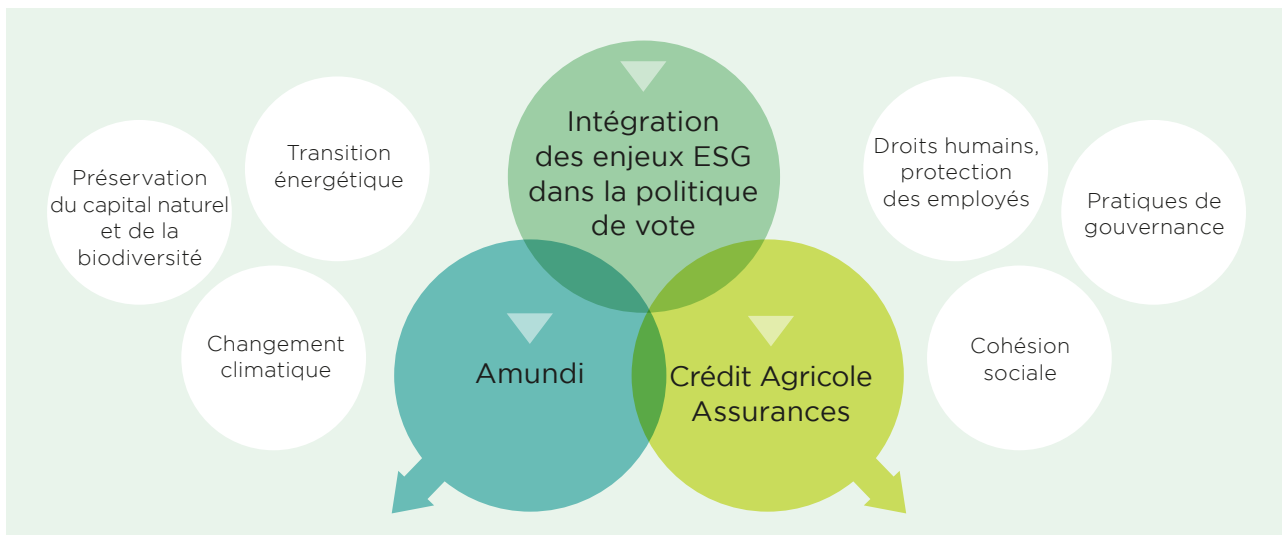 Intégration
des enjeux ESG
dans la politique
de vote
Préservation
du capital naturel
et de la
biodiversité
Transition
énergétique
Changement
climatique
Amundi
Crédit Agricole
Assurances
Droits humains,
protection
des employés
Pratiques de
gouvernance
Cohésion
sociale